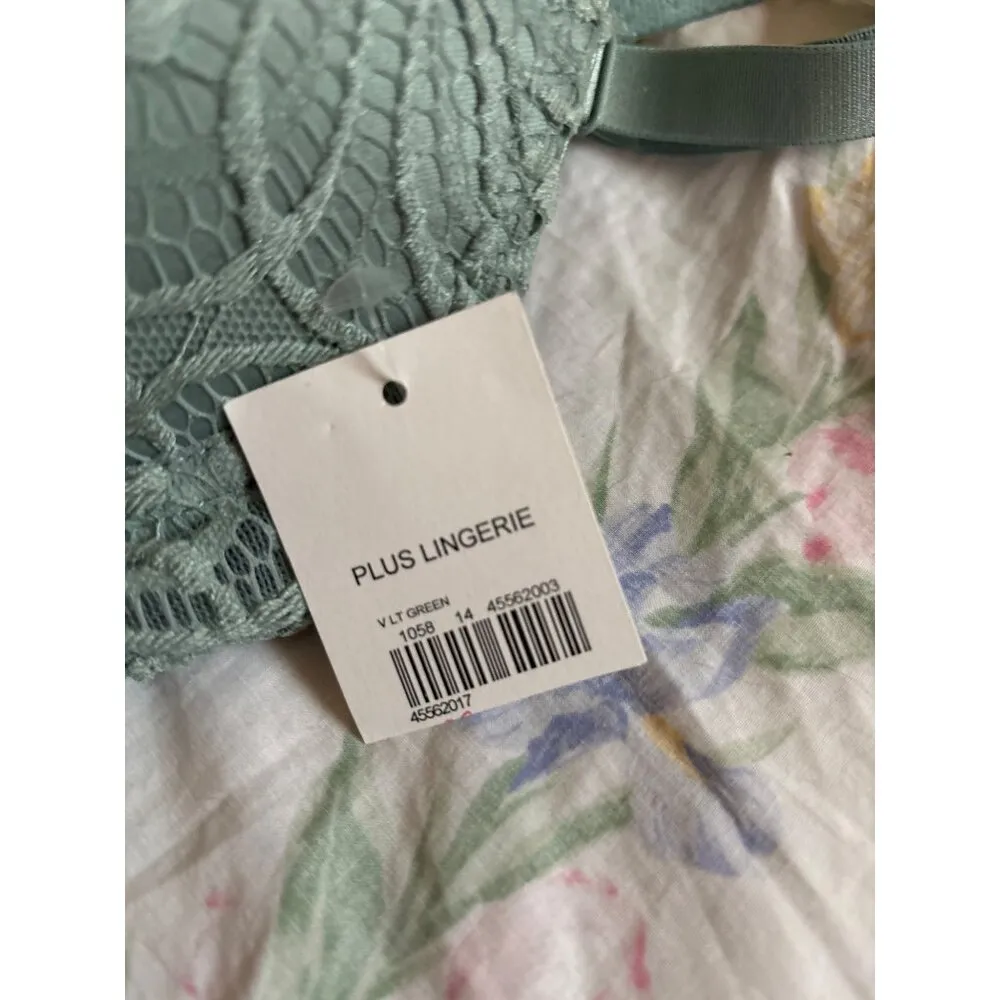 PLUS LINGERIE
V LT GREEN
1058 14 45562003
45562017